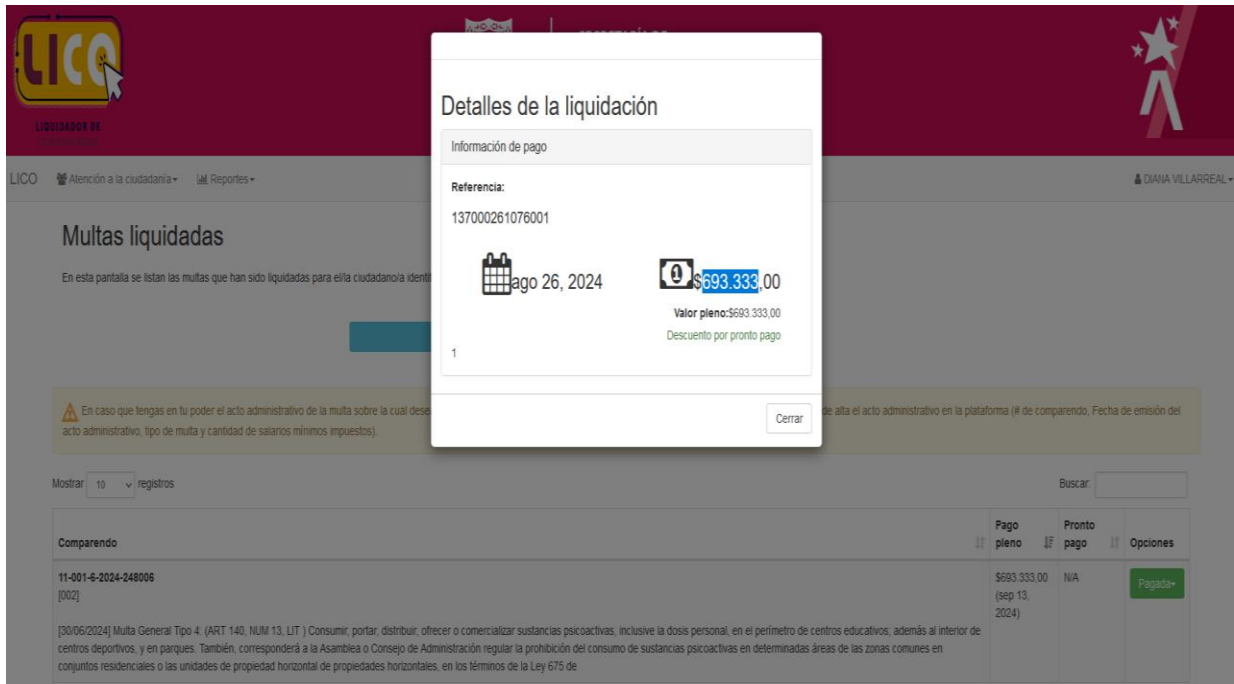 LICO
LIQUIDADOR DE
Detalles de la liquidación
Información de pago
Referencia:
137000261076001
ago 26, 2024
$693.333,00
Valor pleno:$693.333,00
Descuento por pronto pago
1
Cerrar
LICO Atención a la ciudadanía Reportes DIANA VILLARREAL
Multas liquidadas
En esta pantalla se listan las multas que han sido liquidadas para el/la ciudadano/a identi
En caso que tengas en tu poder el acto administrativo de la multa sobre la cual dese de alta el acto administrativo en la plataforma (# de comparendo, Fecha de emisión del
acto administrativo, tipo de multa y cantidad de salarios mínimos impuestos).
Mostrar 10 registros Buscar:
Comparendo Pago pleno Pronto pago Opciones
11-001-6-2024-248006 $693.333,00 N/A Pagada
[002] (sep 13,
2024)
[30/06/2024] Multa General Tipo 4: (ART 140, NUM 13, LIT ) Consumir, portar, distribuir, ofrecer o comercializar sustancias psicoactivas, inclusive la dosis personal, en el perímetro de centros educativos; además al interior de
centros deportivos, y en parques. También, corresponderá a la Asamblea o Consejo de Administración regular la prohibición del consumo de sustancias psicoactivas en determinadas áreas de las zonas comunes en
conjuntos residenciales o las unidades de propiedad horizontal de propiedades horizontales, en los términos de la Ley 675 de